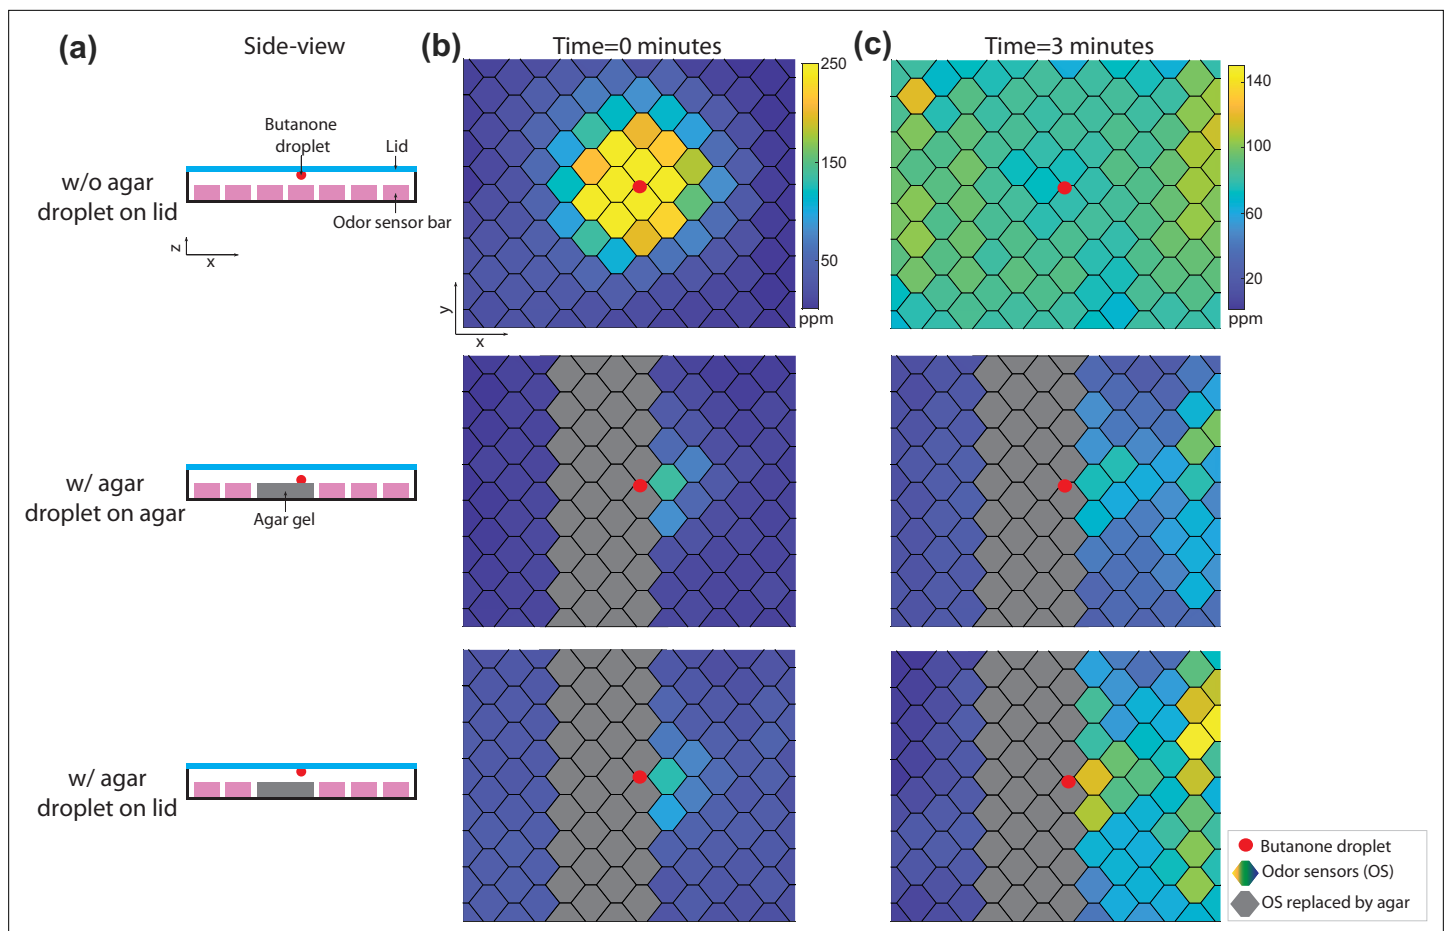 (a)
Side-view
(b)
Time=0 minutes
(c)
Time=3 minutes
w/o agar
droplet on lid
Butanone
droplet
Lid
Odor sensor bar
z
x
y
x
250
150
50
ppm
140
100
60
20
ppm
w/ agar
droplet on agar
Agar gel
w/ agar
droplet on lid
Butanone droplet
Odor sensors (OS)
OS replaced by agar